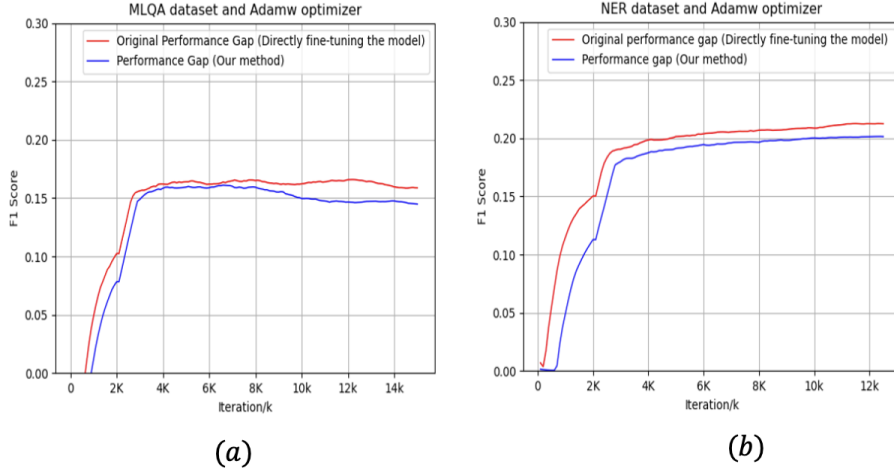 MLQA dataset and Adamw optimizer
0.30
0.25
0.20
0.15
0.10
0.05
0.00
F1 Score
Original Performance Gap (Directly fine-tuning the model)
Performance Gap (Our method)
0
2K
4K
6K
8K
10K
12K
14k
Iteration/k
(a)
NER dataset and Adamw optimizer
0.30
0.25
0.20
0.15
0.10
0.05
0.00
F1 Score
Original performance gap (Directly fine-tuning the model)
Performance gap (Our method)
0
2K
4K
6K
8K
10k
12K
Iteration/k
(b)